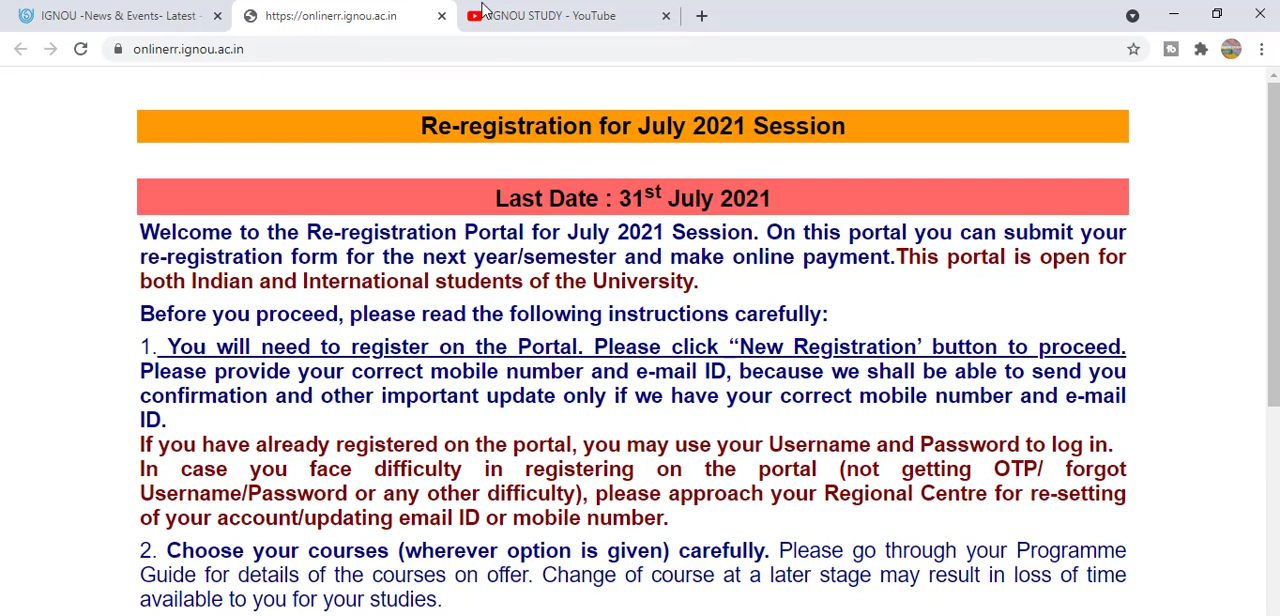 IGNOU -News & Events- Latest -
https://onlinerr.ignou.ac.in
IGNOU STUDY - YouTube
onlinerr.ignou.ac.in
Re-registration for July 2021 Session
Last Date : 31st July 2021
Welcome to the Re-registration Portal for July 2021 Session. On this portal you can submit your
re-registration form for the next year/semester and make online payment.This portal is open for
both Indian and International students of the University.
Before you proceed, please read the following instructions carefully:
1. You will need to register on the Portal. Please click “New Registration’ button to proceed.
Please provide your correct mobile number and e-mail ID, because we shall be able to send you
confirmation and other important update only if we have your correct mobile number and e-mail
ID.
If you have already registered on the portal, you may use your Username and Password to log in.
In case you face difficulty in registering on the portal (not getting OTP/ forgot
Username/Password or any other difficulty), please approach your Regional Centre for re-setting
of your account/updating email ID or mobile number.
2. Choose your courses (wherever option is given) carefully. Please go through your Programme
Guide for details of the courses on offer. Change of course at a later stage may result in loss of time
available to you for your studies.